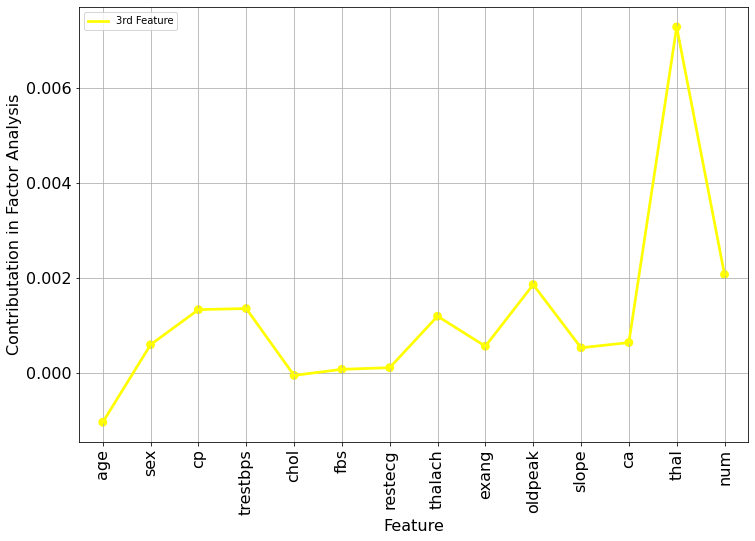 3rd Feature
Contributation in Factor Analysis
0.006
0.004
0.002
0.000
age
sex
cp
trestbps
chol
fbs
restecg
thalach
exang
oldpeak
slope
ca
thal
num
Feature